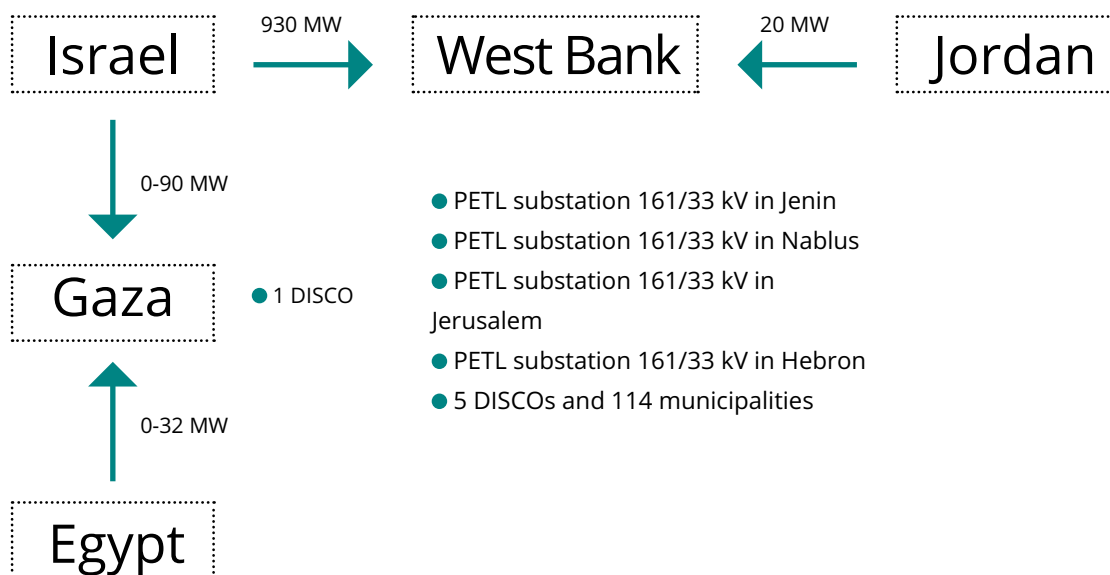 930 MW
20 MW
Israel
West Bank
Jordan
0-90 MW
PETL substation 161/33 kV in Jenin
PETL substation 161/33 kV in Nablus
PETL substation 161/33 kV in
Jerusalem
PETL substation 161/33 kV in Hebron
5 DISCOs and 114 municipalities
Gaza
1 DISCO
0-32 MW
Egypt